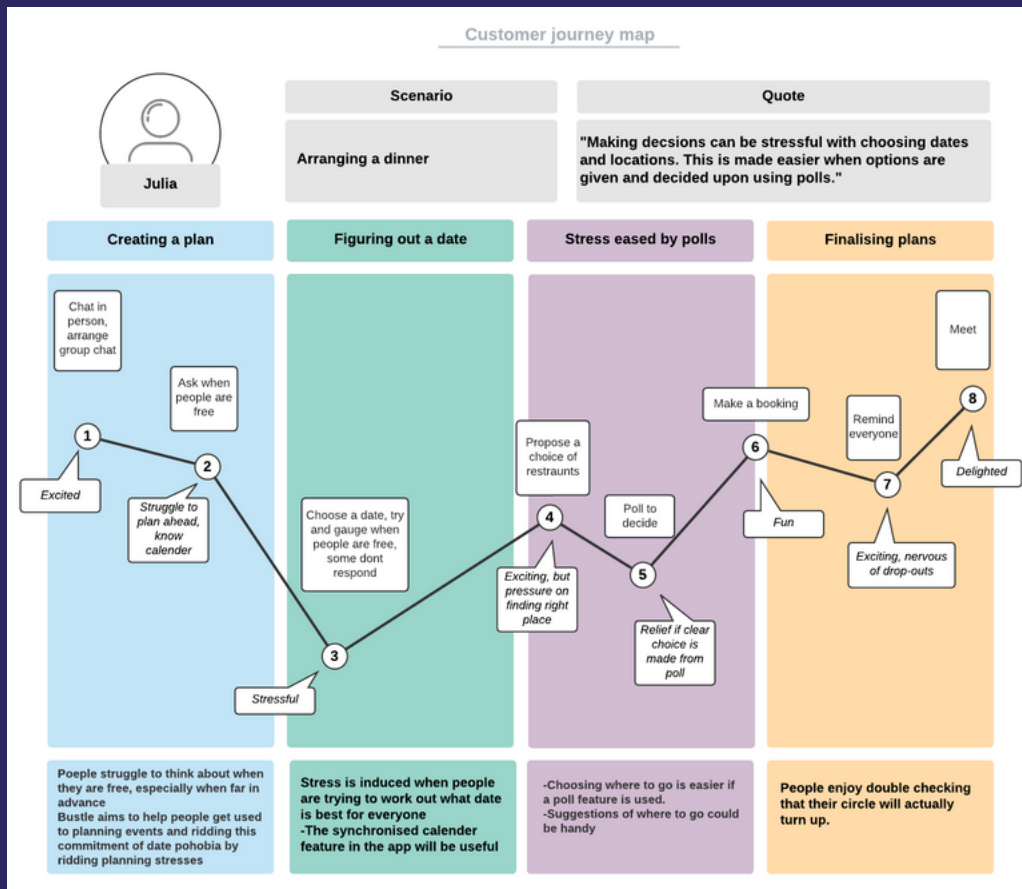 Customer journey map
Julia
Scenario
Arranging a dinner
Quote
"Making decsions can be stressful with choosing dates
and locations. This is made easier when options are
given and decided upon using polls."
Creating a plan
Figuring out a date
Stress eased by polls
Finalising plans
Chat in
person,
arrange
group chat
1
Excited
Ask when
people are
free
2
Struggle to
plan ahead,
know
calender
Choose a date, try
and gauge when
people are free,
some dont
respond
3
Stressful
Propose a
choice of
restraunts
4
Exciting, but
pressure on
finding right
place
Poll to
decide
5
Relief if clear
choice is
made from
poll
Make a booking
6
Fun
Remind
everyone
7
Exciting, nervous
of drop-outs
Meet
8
Delighted
Poeple struggle to think about when
they are free, especially when far in
advance
Bustle aims to help people get used
to planning events and ridding this
commitment of date pohobia by
ridding planning stresses
Stress is induced when people
are trying to work out what date
is best for everyone
-The synchronised calender
feature in the app will be useful
-Choosing where to go is easier if
a poll feature is used.
-Suggestions of where to go could
be handy
People enjoy double checking
that their circle will actually
turn up.